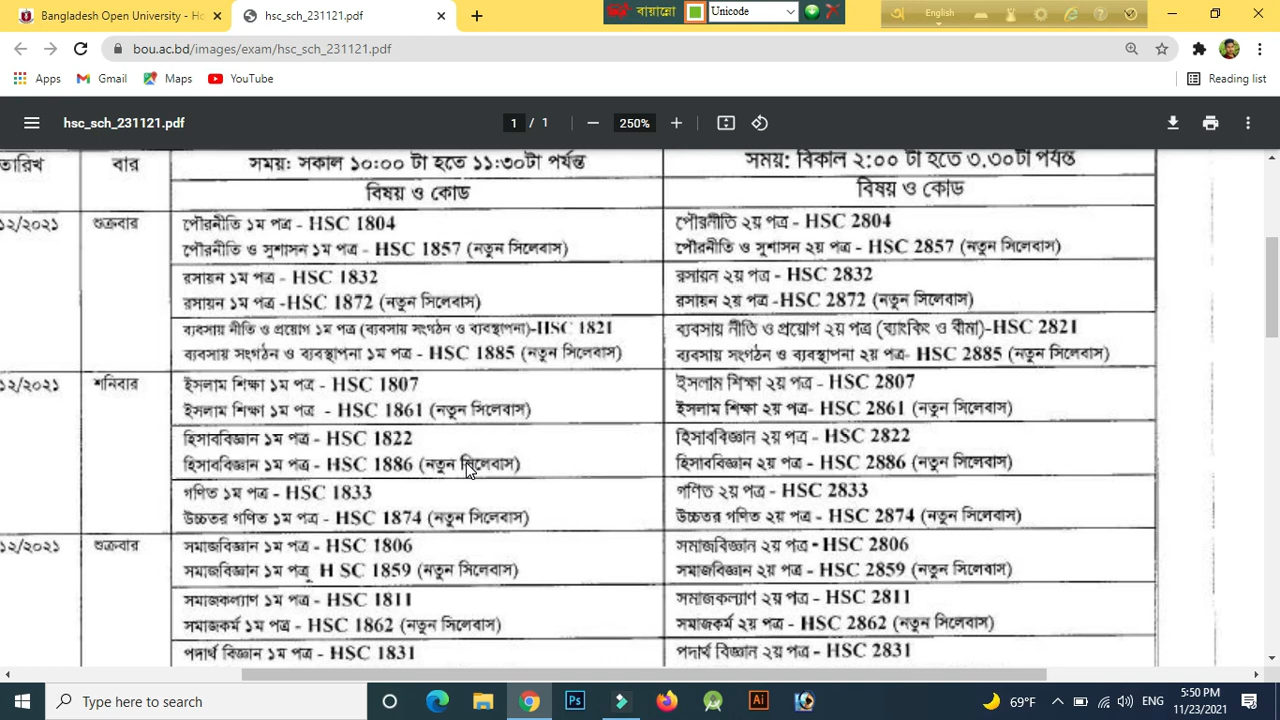 Bangladesh Open University - Ho
hsc_sch_231121.pdf
Unicode
English
bou.ac.bd/images/exam/hsc_sch_231121.pdf
Apps
Gmail
Maps
YouTube
Reading list
hsc_sch_231121.pdf
1 / 1
250%
তারিখ
বার
সময়: সকাল ১০:০০ টা হতে ১১:৩০টা পর্যন্ত
সময়: বিকাল ২:০০ টা হতে ৩.৩০টা পর্যন্ত
বিষয় ও কোড
বিষয় ও কোড
১২/২০২১
শুক্রবার
পৌরনীতি ১ম পত্র - HSC 1804
পৌরনীতি ২য় পত্র - HSC 2804
পৌরনীতি ও সুশাসন ১ম পত্র - HSC 1857 (নতুন সিলেবাস)
পৌরনীতি ও সুশাসন ২য় পত্র - HSC 2857 (নতুন সিলেবাস)
রসায়ন ১ম পত্র - HSC 1832
রসায়ন ২য় পত্র - HSC 2832
রসায়ন ১ম পত্র -HSC 1872 (নতুন সিলেবাস)
রসায়ন ২য় পত্র -HSC 2872 (নতুন সিলেবাস)
ব্যবসায় নীতি ও প্রয়োগ ১ম পত্র (ব্যবসায় সংগঠন ও ব্যবস্থাপনা)-HSC 1821
ব্যবসায় নীতি ও প্রয়োগ ২য় পত্র (ব্যাংকিং ও বীমা)-HSC 2821
ব্যবসায় সংগঠন ও ব্যবস্থাপনা ১ম পত্র - HSC 1885 (নতুন সিলেবাস)
ব্যবসায় সংগঠন ও ব্যবস্থাপনা ২য় পত্র- HSC 2885 (নতুন সিলেবাস)
১২/২০২১
শনিবার
ইসলাম শিক্ষা ১ম পত্র - HSC 1807
ইসলাম শিক্ষা ২য় পত্র - HSC 2807
ইসলাম শিক্ষা ১ম পত্র - HSC 1861 (নতুন সিলেবাস)
ইসলাম শিক্ষা ২য় পত্র- HSC 2861 (নতুন সিলেবাস)
হিসাববিজ্ঞান ১ম পত্র - HSC 1822
হিসাববিজ্ঞান ২য় পত্র - HSC 2822
হিসাববিজ্ঞান ১ম পত্র - HSC 1886 (নতুন সিলেবাস)
হিসাববিজ্ঞান ২য় পত্র - HSC 2886 (নতুন সিলেবাস)
গণিত ১ম পত্র - HSC 1833
গণিত ২য় পত্র - HSC 2833
উচ্চতর গণিত ১ম পত্র - HSC 1874 (নতুন সিলেবাস)
উচ্চতর গণিত ২য় পত্র - HSC 2874 (নতুন সিলেবাস)
১২/২০২১
শুক্রবার
সমাজবিজ্ঞান ১ম পত্র - HSC 1806
সমাজবিজ্ঞান ২য় পত্র - HSC 2806
সমাজবিজ্ঞান ১ম পত্র H SC 1859 (নতুন সিলেবাস)
সমাজবিজ্ঞান ২য় পত্র - HSC 2859 (নতুন সিলেবাস)
সমাজকল্যাণ ১ম পত্র - HSC 1811
সমাজকল্যাণ ২য় পত্র - HSC 2811
সমাজকর্ম ১ম পত্র - HSC 1862 (নতুন সিলেবাস)
সমাজকর্ম ২য় পত্র - HSC 2862 (নতুন সিলেবাস)
পদার্থ বিজ্ঞান ১ম পত্র - HSC 1831
পদার্থ বিজ্ঞান ২য় পত্র - HSC 2831
Type here to search
Ps
Ai
69°F
ENG
5:50 PM
11/23/2021